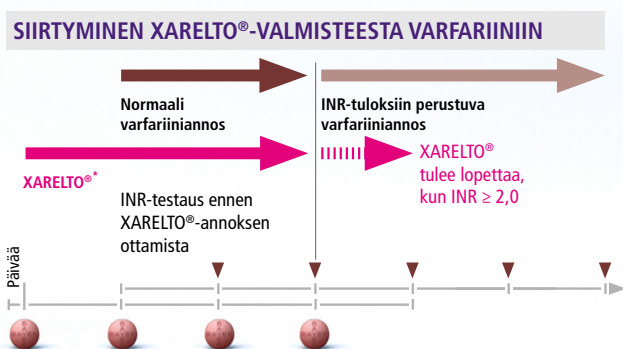 SIIRTYMINEN XARELTO®-VALMISTEESTA VARFARIINIIN
Normaali
varfariiniannos
INR-tuloksiin perustuva
varfariiniannos
XARELTO®*
XARELTO®
tulee lopettaa,
kun INR ≥ 2,0
INR-testaus ennen
XARELTO®-annoksen
ottamista
Päivää